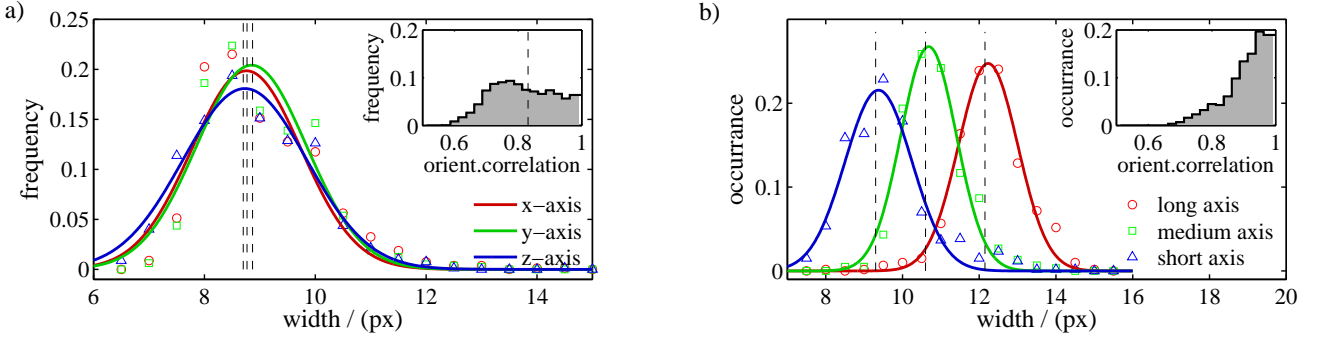 a)
0.25
0.2
0.15
0.1
0.05
0
frequency
6
8
10
12
14
width / (px)
x−axis
y−axis
z−axis
0.2
0.1
0
frequency
0.6
0.8
1
orient.correlation
b)
0.2
0.1
0
occurrance
8
10
12
14
16
18
20
width / (px)
long axis
medium axis
short axis
0.2
0.1
0
occurrance
0.6
0.8
1
orient.correlation